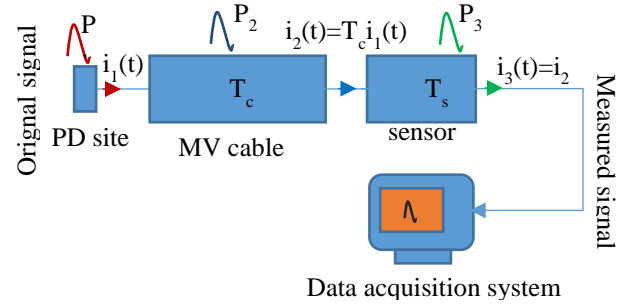 Orignal signal
P
i1(t)
PD site
P2
Tc
MV cable
i2(t)=Tci1(t)
P3
Ts
sensor
i3(t)=i2
Measured signal
Data acquisition system